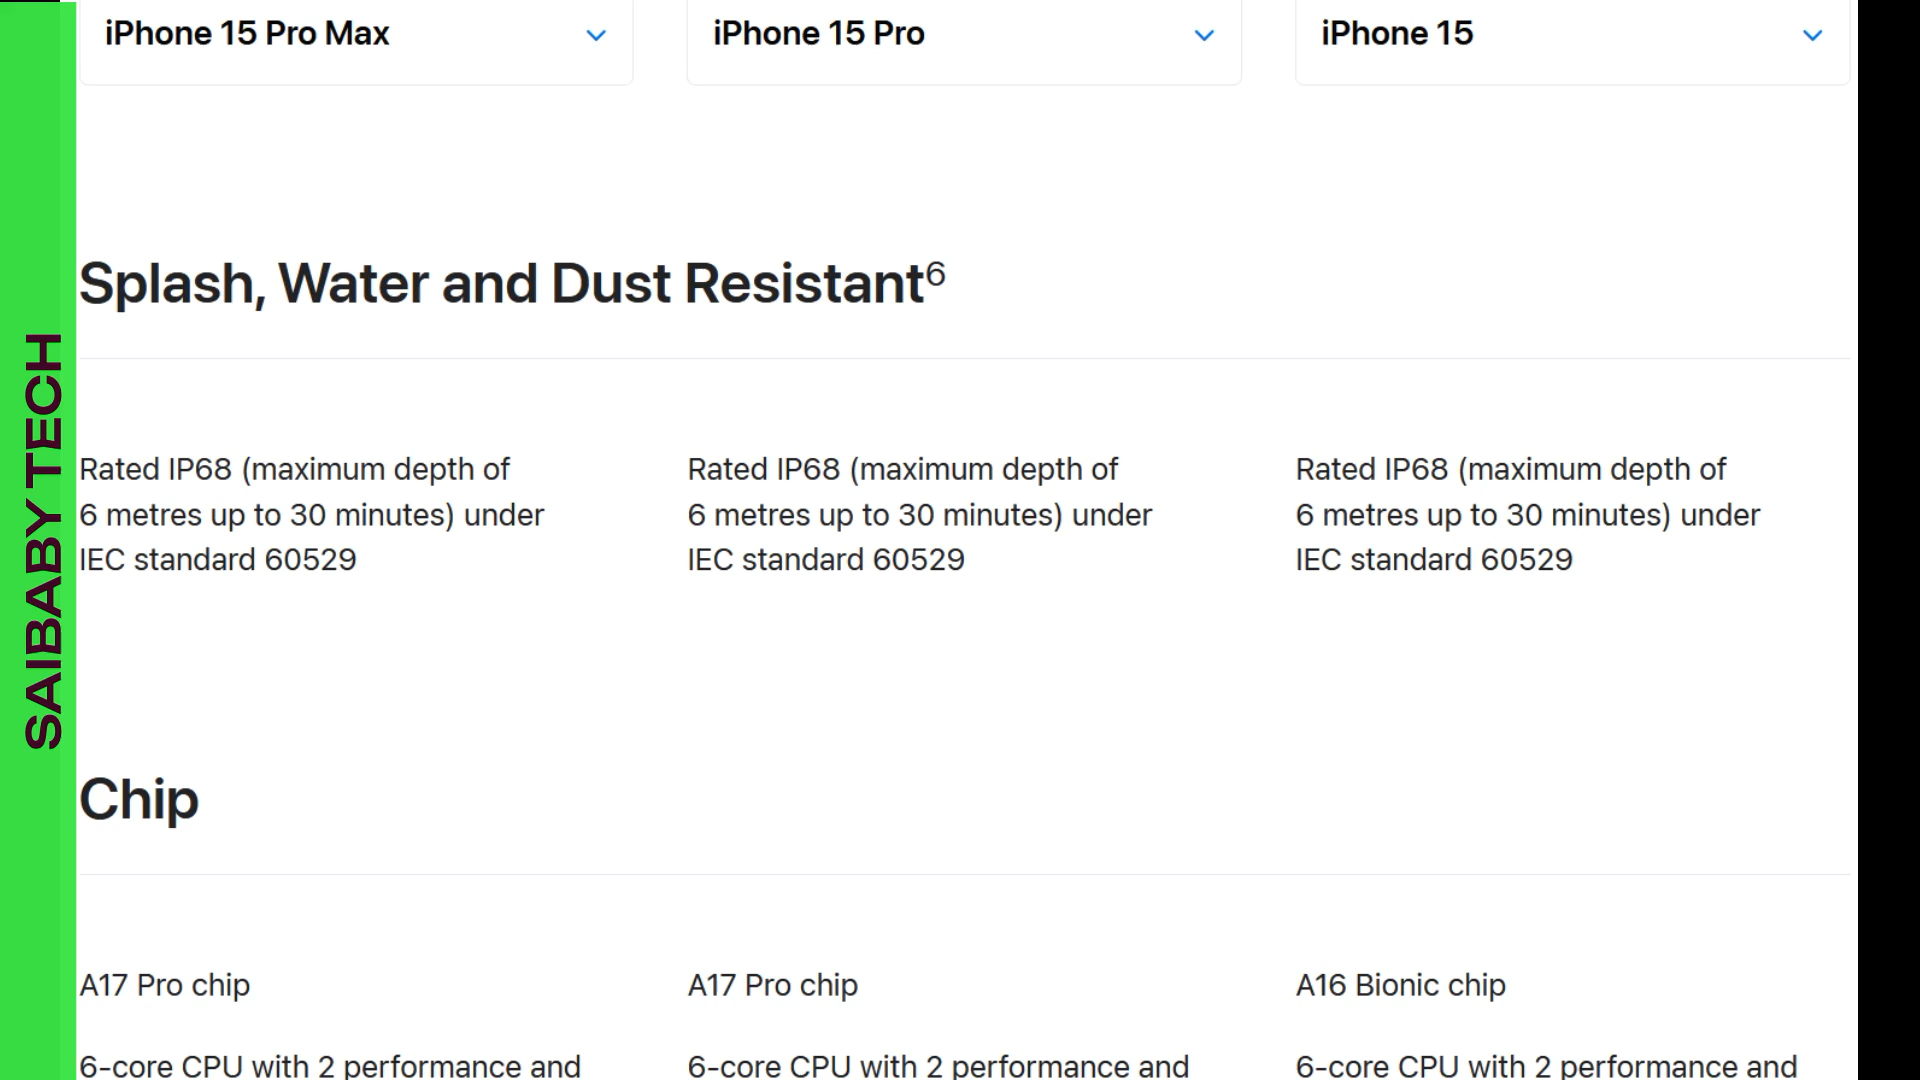 iPhone 15 Pro Max
iPhone 15 Pro
iPhone 15
SAIBABY TECH
Splash, Water and Dust Resistant⁶
Rated IP68 (maximum depth of
6 metres up to 30 minutes) under
IEC standard 60529
Rated IP68 (maximum depth of
6 metres up to 30 minutes) under
IEC standard 60529
Rated IP68 (maximum depth of
6 metres up to 30 minutes) under
IEC standard 60529
Chip
A17 Pro chip
A17 Pro chip
A16 Bionic chip
6-core CPU with 2 performance and
6-core CPU with 2 performance and
6-core CPU with 2 performance and